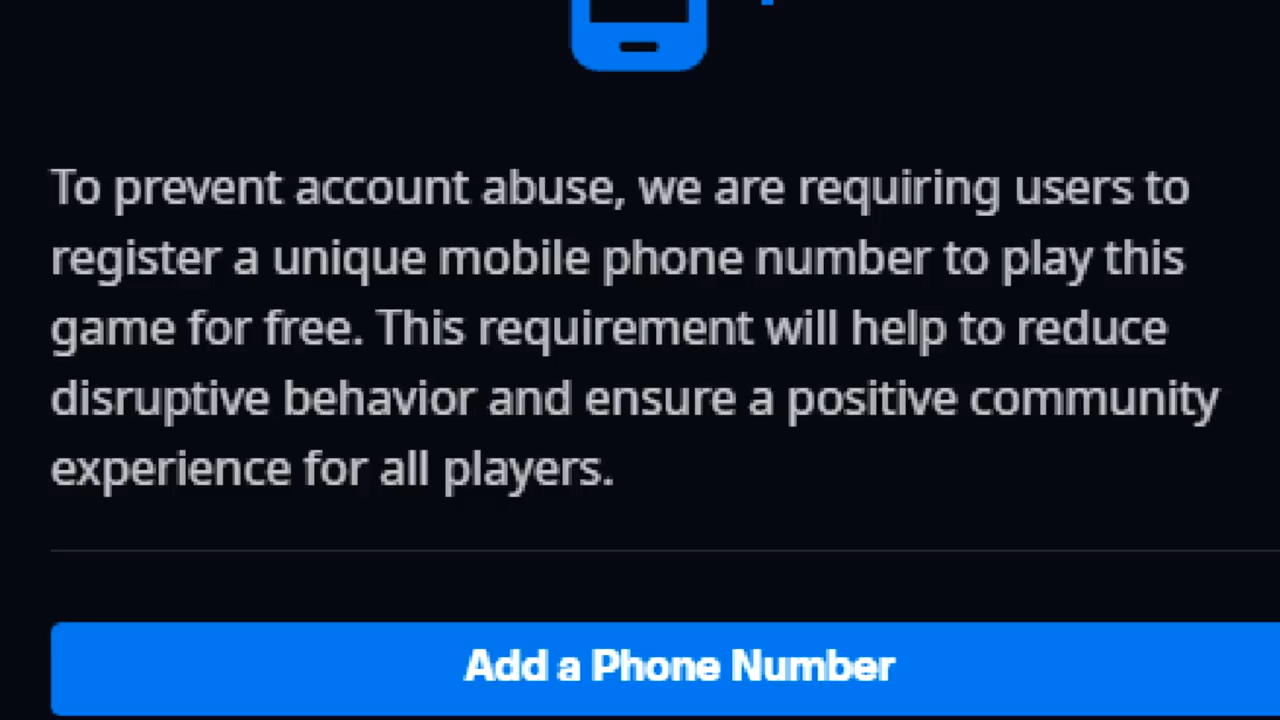 To prevent account abuse, we are requiring users to
register a unique mobile phone number to play this
game for free. This requirement will help to reduce
disruptive behavior and ensure a positive community
experience for all players.
Add a Phone Number